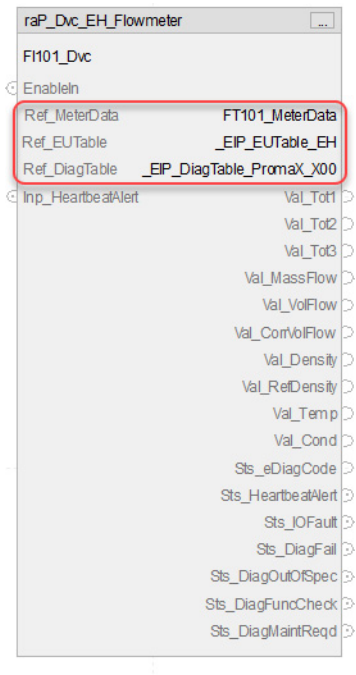 raP_Dvc_EH_Flowmeter ...
FI101_Dvc
EnableIn
Ref_MeterData FT101_MeterData
Ref_EUTable _EIP_EUTable_EH
Ref_DiagTable _EIP_DiagTable_PromaX_X00
Inp_HeartbeatAlert Val_Tot1
Val_Tot2
Val_Tot3
Val_MassFlow
Val_VolFlow
Val_CorrVolFlow
Val_Density
Val_RefDensity
Val_Temp
Val_Cond
Sts_eDiagCode
Sts_HeartbeatAlert
Sts_IOFault
Sts_DiagFail
Sts_DiagOutOfSpec
Sts_DiagFuncCheck
Sts_DiagMaintReqd